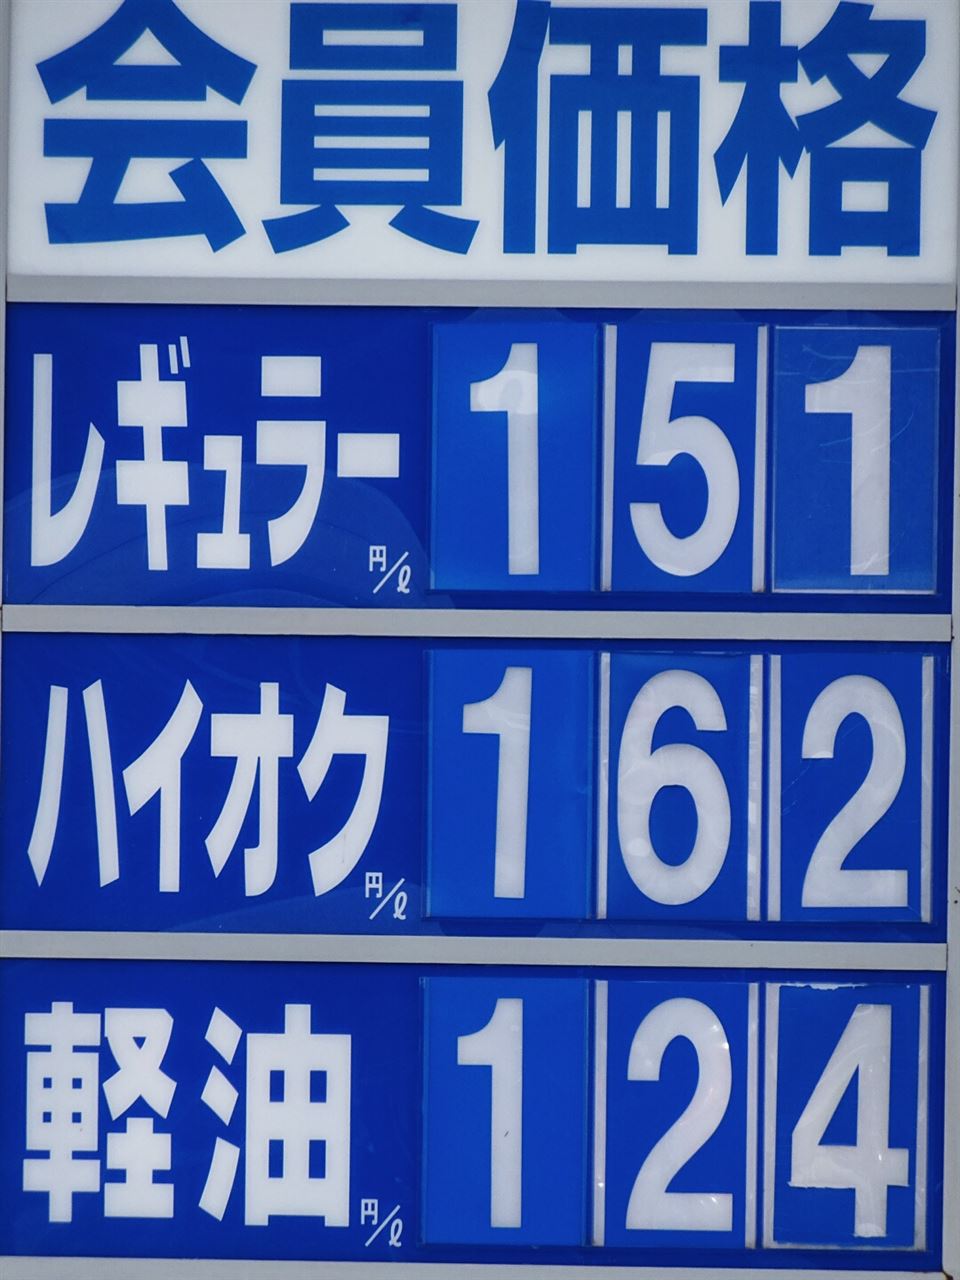 会員価格
レギュラー 円/ℓ 151
ハイオク 円/ℓ 162
軽油 円/ℓ 124